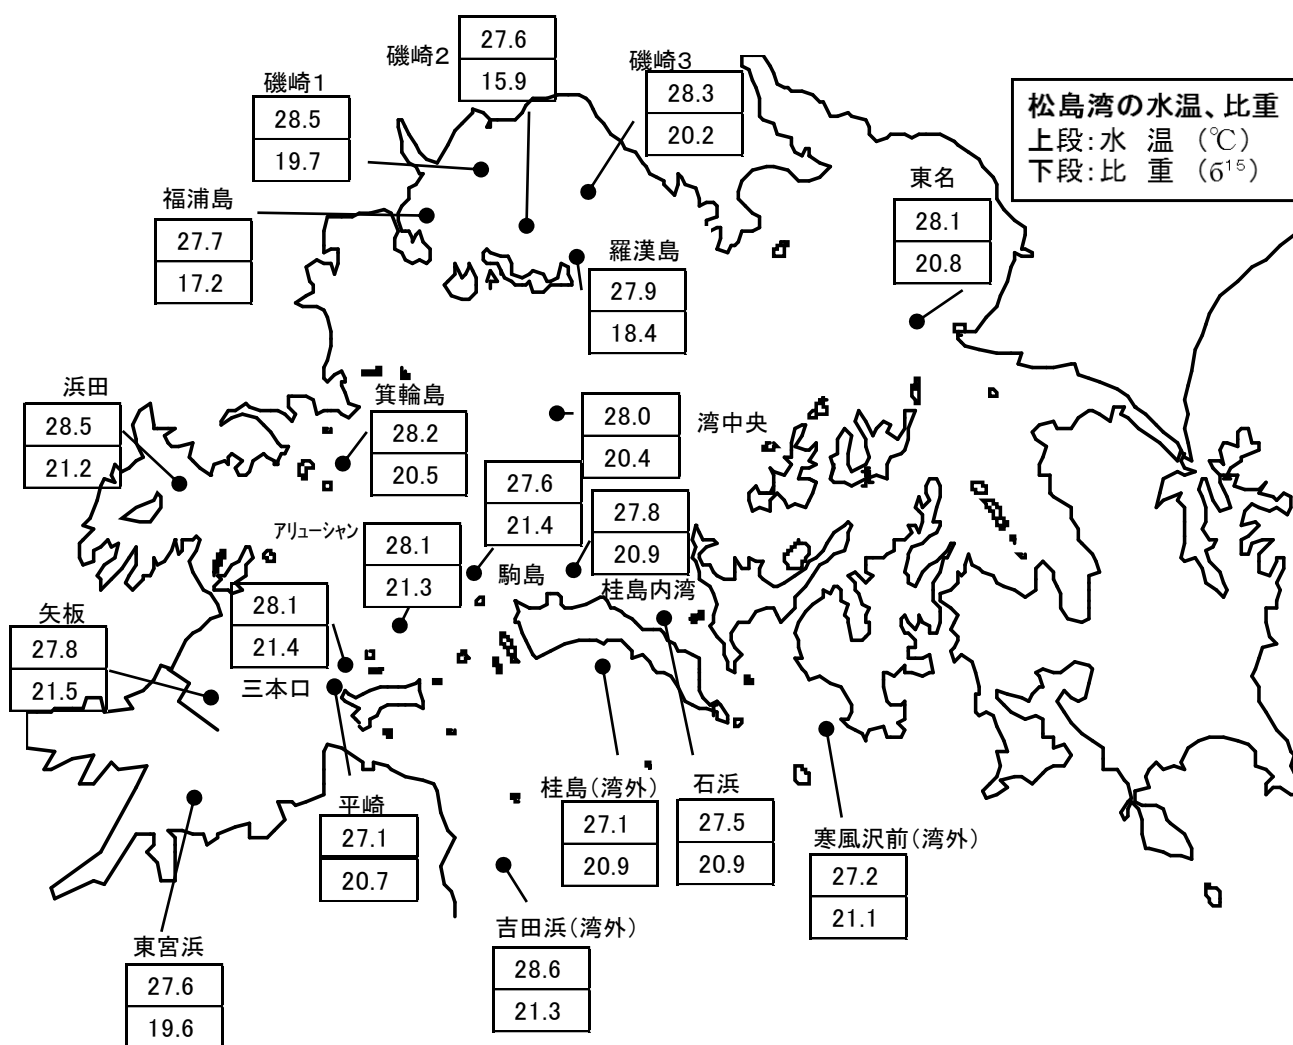 磯崎2
27.6
15.9
磯崎1
28.5
19.7
磯崎3
28.3
20.2
松島湾の水温、比重
上段:水 温 (℃)
下段:比 重 (б¹⁵)
福浦島
27.7
17.2
東名
28.1
20.8
羅漢島
27.9
18.4
浜田
28.5
21.2
箕輪島
28.2
20.5
28.0
20.4
湾中央
27.6
21.4
駒島
27.8
20.9
桂島内湾
アリューシャン
28.1
21.3
28.1
21.4
三本口
矢板
27.8
21.5
平崎
27.1
20.7
桂島(湾外)
27.1
20.9
石浜
27.5
20.9
寒風沢前(湾外)
27.2
21.1
東宮浜
27.6
19.6
吉田浜(湾外)
28.6
21.3